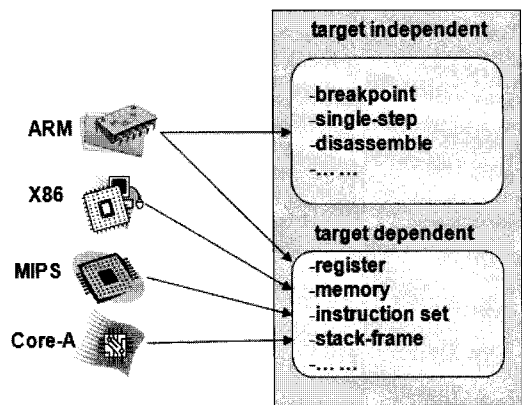 target independent
-breakpoint
-single-step
-disassemble
-... ...
ARM
X86
MIPS
Core-A
target dependent
-register
-memory
-instruction set
-stack-frame
-... ...